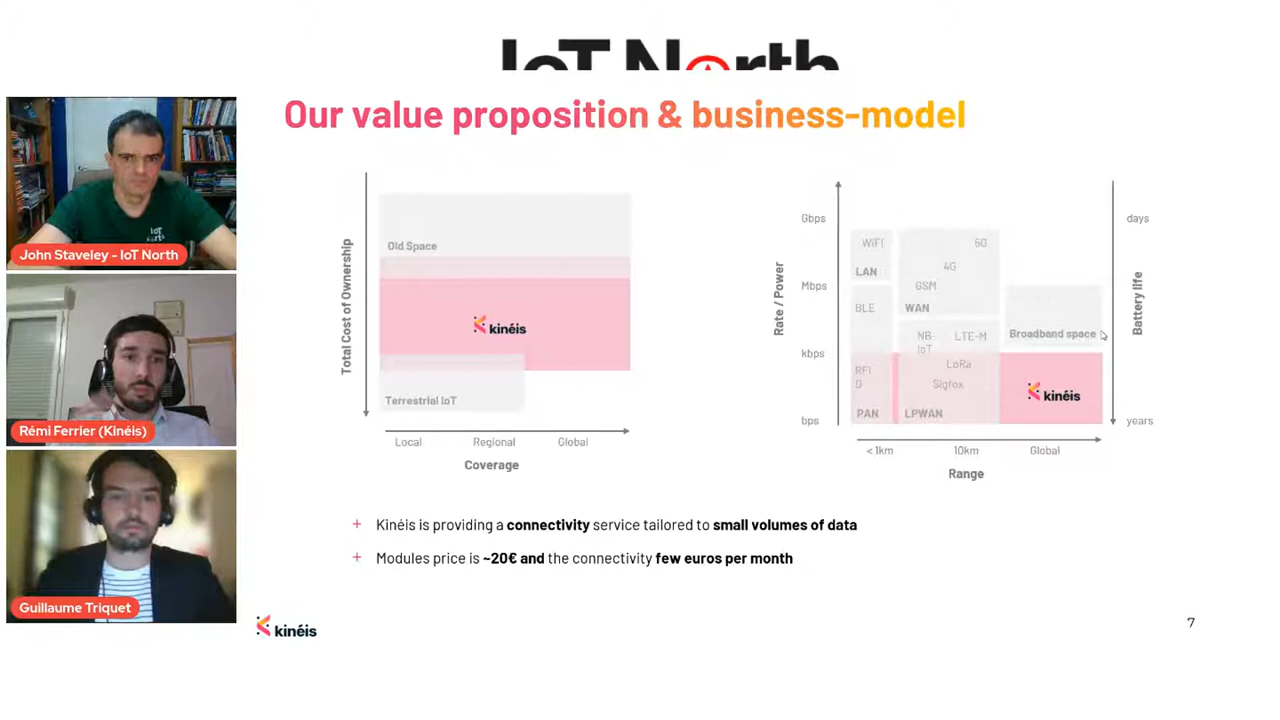 IoT North
Our value proposition & business-model
John Staveley - IoT North
IoT
North
Rémi Ferrier (Kinéis)
Guillaume Triquet
Total Cost of Ownership
Old Space
kinéis
Terrestrial IoT
Local Regional Global
Coverage
Rate / Power
Gbps
Mbps
kbps
bps
WiFi
LAN
BLE
RFI
D
PAN
6G
4G
GSM
WAN
NB-
IoT
LTE-M
LoRa
Sigfox
LPWAN
Broadband space
kinéis
days
years
Battery life
< 1km 10km Global
Range
+ Kinéis is providing a connectivity service tailored to small volumes of data
+ Modules price is ~20€ and the connectivity few euros per month
kinéis
7